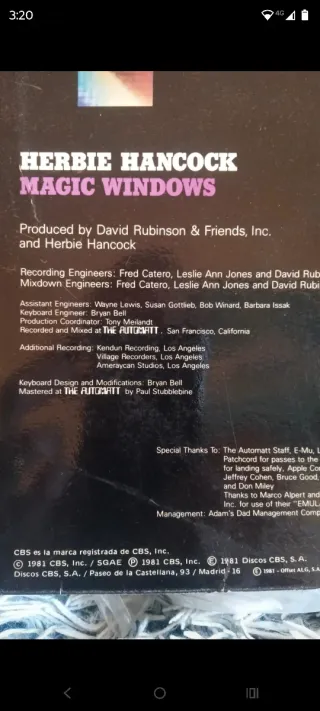 3:20
4G
HERBIE HANCOCK
MAGIC WINDOWS
Produced by David Rubinson & Friends, Inc.
and Herbie Hancock
Recording Engineers: Fred Catero, Leslie Ann Jones and David Rub
Mixdown Engineers: Fred Catero, Leslie Ann Jones and David Rubi
Assistant Engineers: Wayne Lewis, Susan Gottlieb, Bob Winard, Barbara Issak
Keyboard Engineer: Bryan Bell
Production Coordinator: Tony Meilandt
Recorded and Mixed at THE AUTOMATT, San Francisco, California
Additional Recording: Kendun Recording, Los Angeles
Village Recorders, Los Angeles
Ameraycan Studios, Los Angeles
Keyboard Design and Modifications: Bryan Bell
Mastered at THE AUTOMATT by Paul Stubblebine
Special Thanks To: The Automatt Staff, E-Mu, L
Patchcord for passes to the
for landing safely, Apple Co
Jeffrey Cohen, Bruce Good,
and Don Miley
Thanks to Marco Alpert and
Inc. for use of their "EMUL
Management: Adam's Dad Management Comp
CBS es la marca registrada de CBS, Inc.
© 1981 CBS, Inc. / SGAE ℗ 1981 CBS, Inc. © 1981 Discos CBS, S. A.
Discos CBS, S.A. / Paseo de la Castellana, 93 / Madrid - 16 © 1981 - Offset ALG, S.A